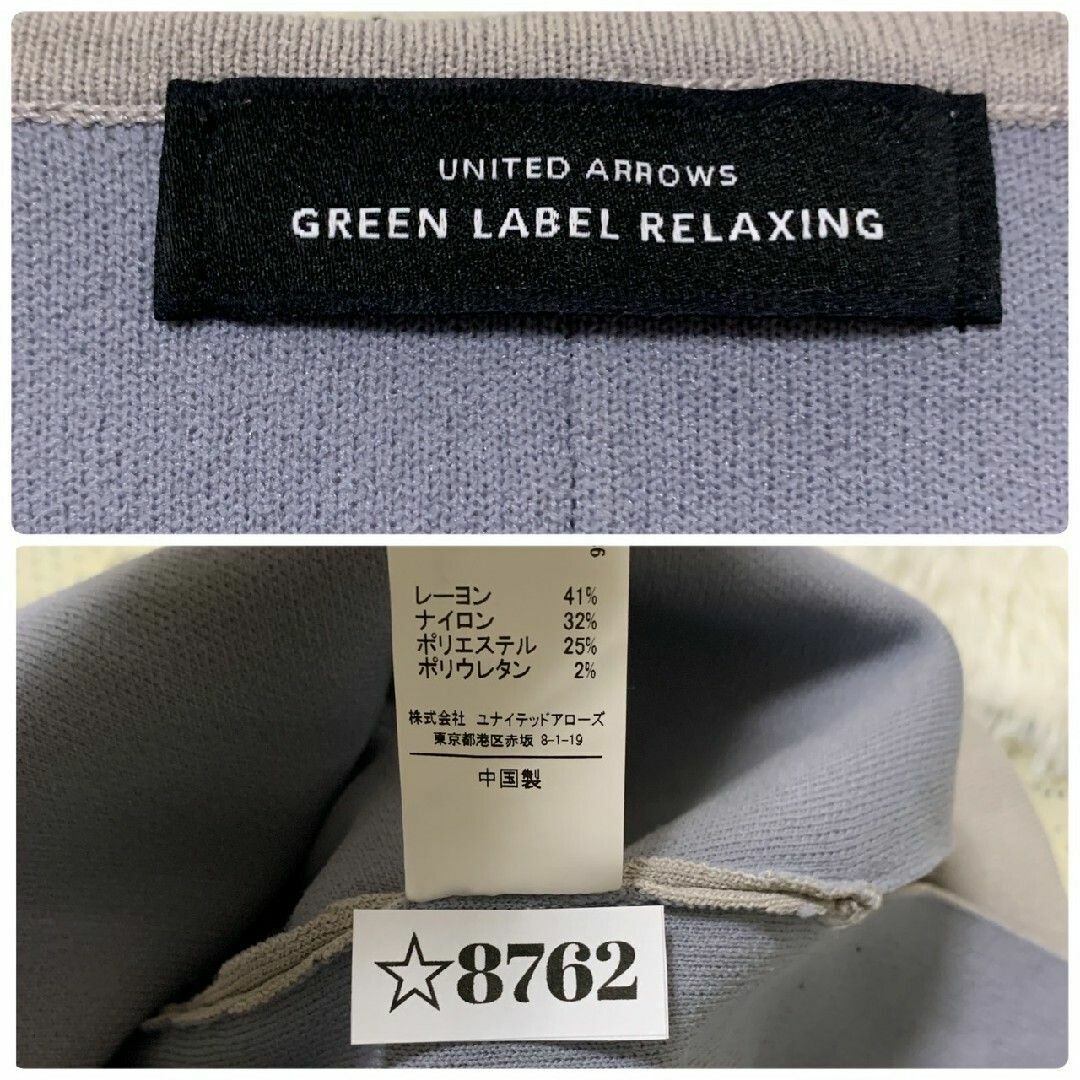 UNITED ARROWS
GREEN LABEL RELAXING
レーヨン 41%
ナイロン 32%
ポリエステル 25%
ポリウレタン 2%
株式会社 ユナイテッドアローズ
東京都港区赤坂 8-1-19
中国製
☆8762